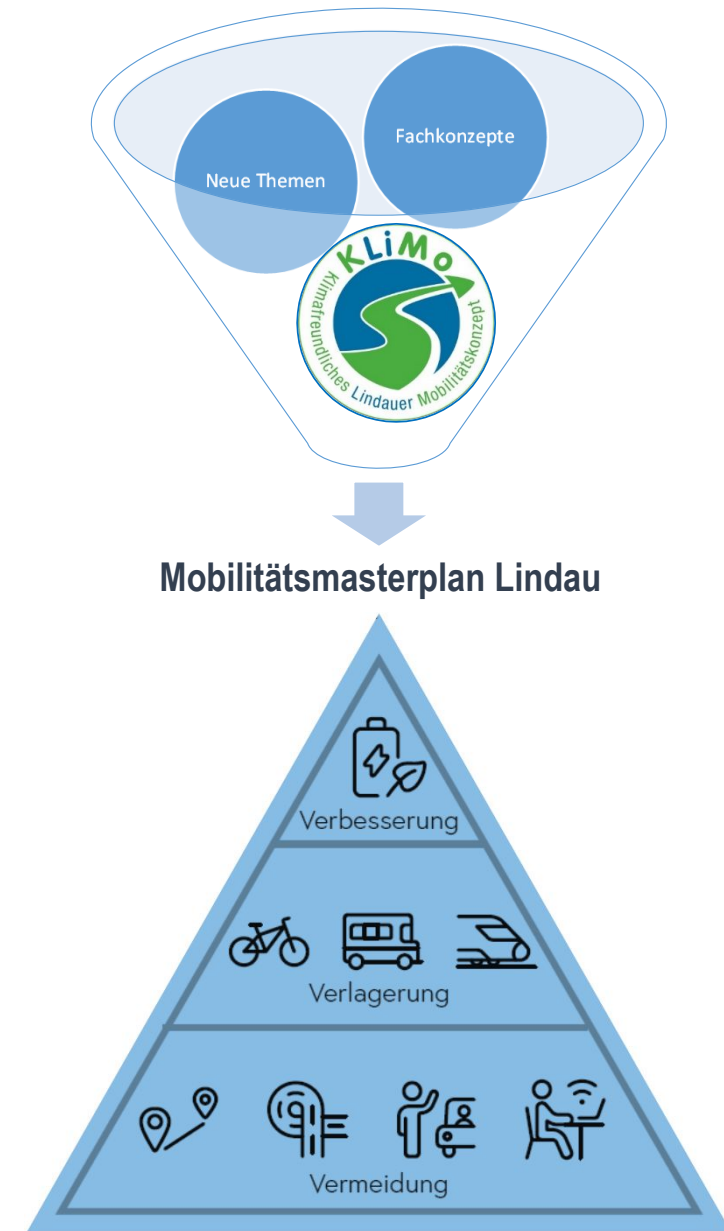 Fachkonzepte
Neue Themen
KLiMo
Klimafreundliches Lindauer Mobilitätskonzept
Mobilitätsmasterplan Lindau
Verbesserung
Verlagerung
Vermeidung